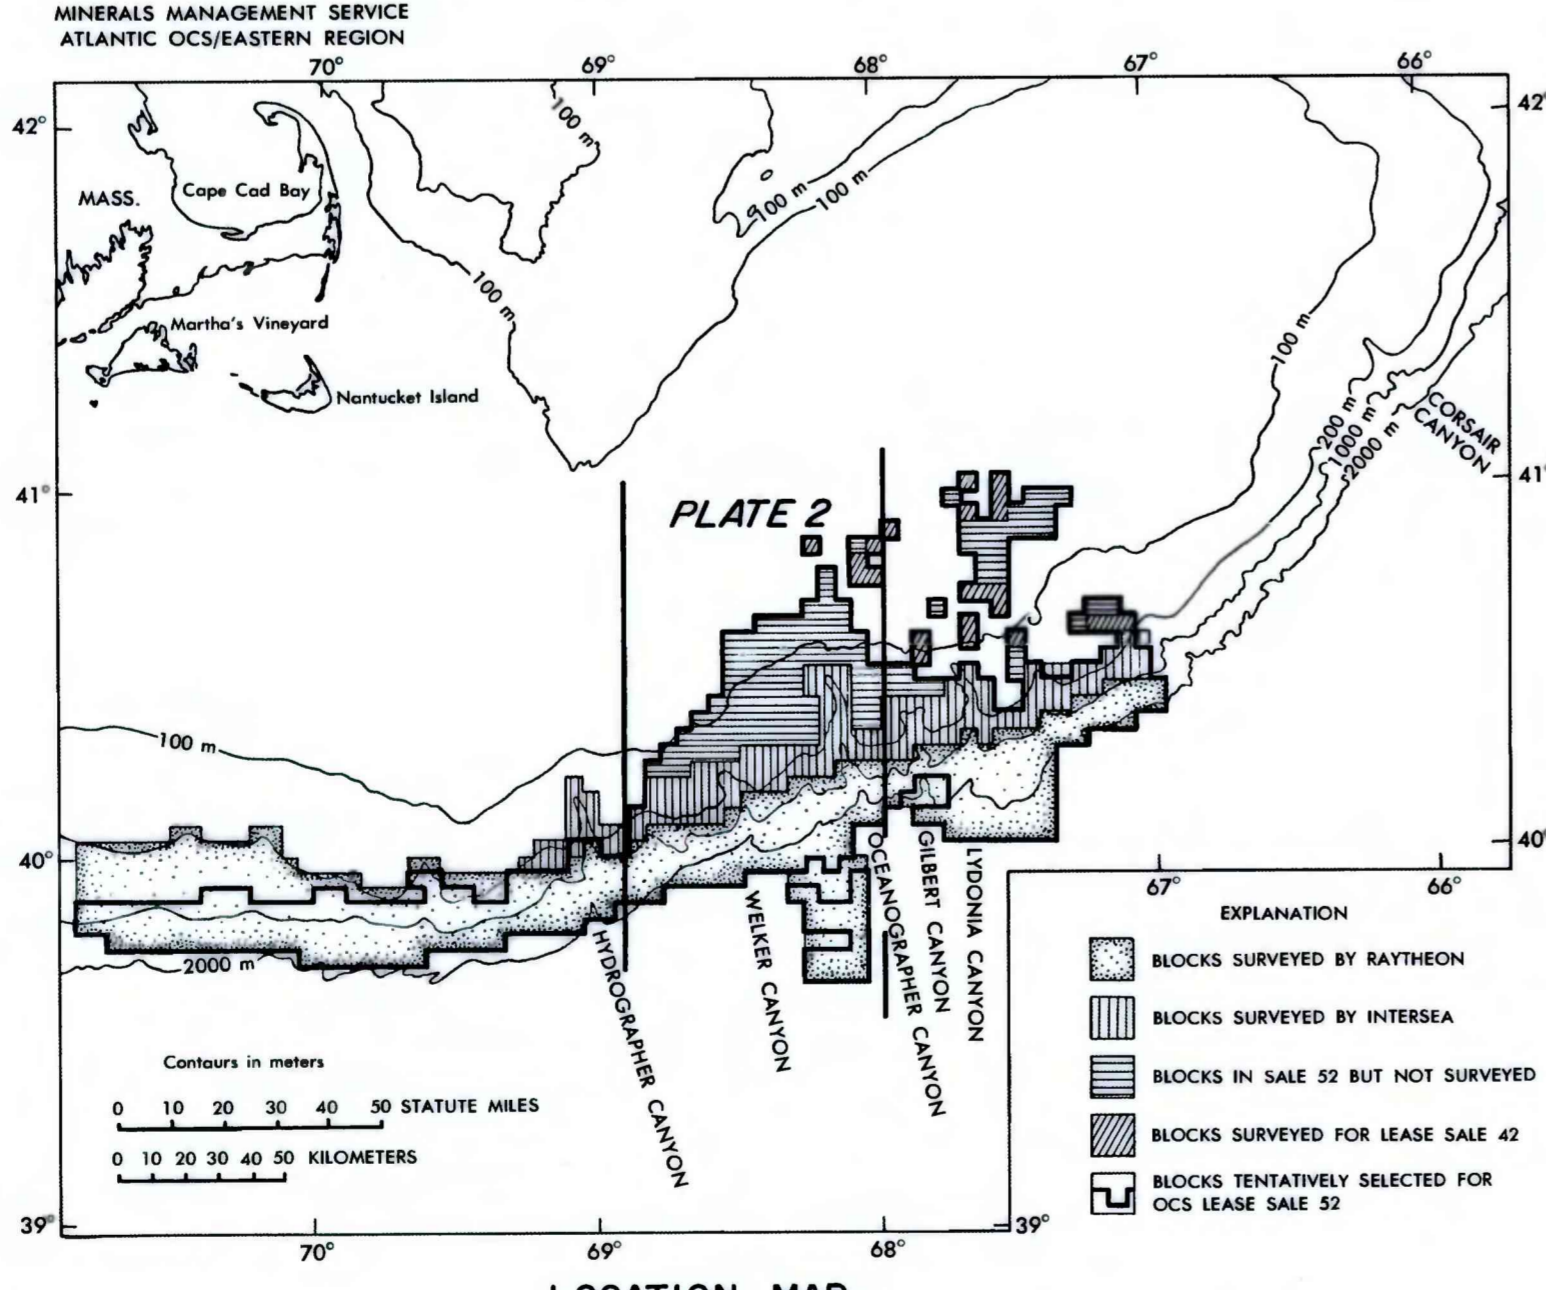 MINERALS MANAGEMENT SERVICE
ATLANTIC OCS/EASTERN REGION
70°
69°
68°
67°
66°
42°
42°
100 m
MASS.
Cape Cad Bay
100 m
100 m
100 m
Martha's Vineyard
Nantucket Island
100 m
200 m
1000 m
2000 m
CORSAIR
CANYON
41°
41°
PLATE 2
100 m
40°
40°
2000 m
HYDROGRAPHER CANYON
WELKER CANYON
OCEANOGRAPHER CANYON
GILBERT CANYON
LYDONIA CANYON
67°
66°
EXPLANATION
BLOCKS SURVEYED BY RAYTHEON
BLOCKS SURVEYED BY INTERSEA
BLOCKS IN SALE 52 BUT NOT SURVEYED
BLOCKS SURVEYED FOR LEASE SALE 42
BLOCKS TENTATIVELY SELECTED FOR
OCS LEASE SALE 52
Contaurs in meters
0 10 20 30 40 50 STATUTE MILES
0 10 20 30 40 50 KILOMETERS
39°
39°
70°
69°
68°
LOCATION MAP